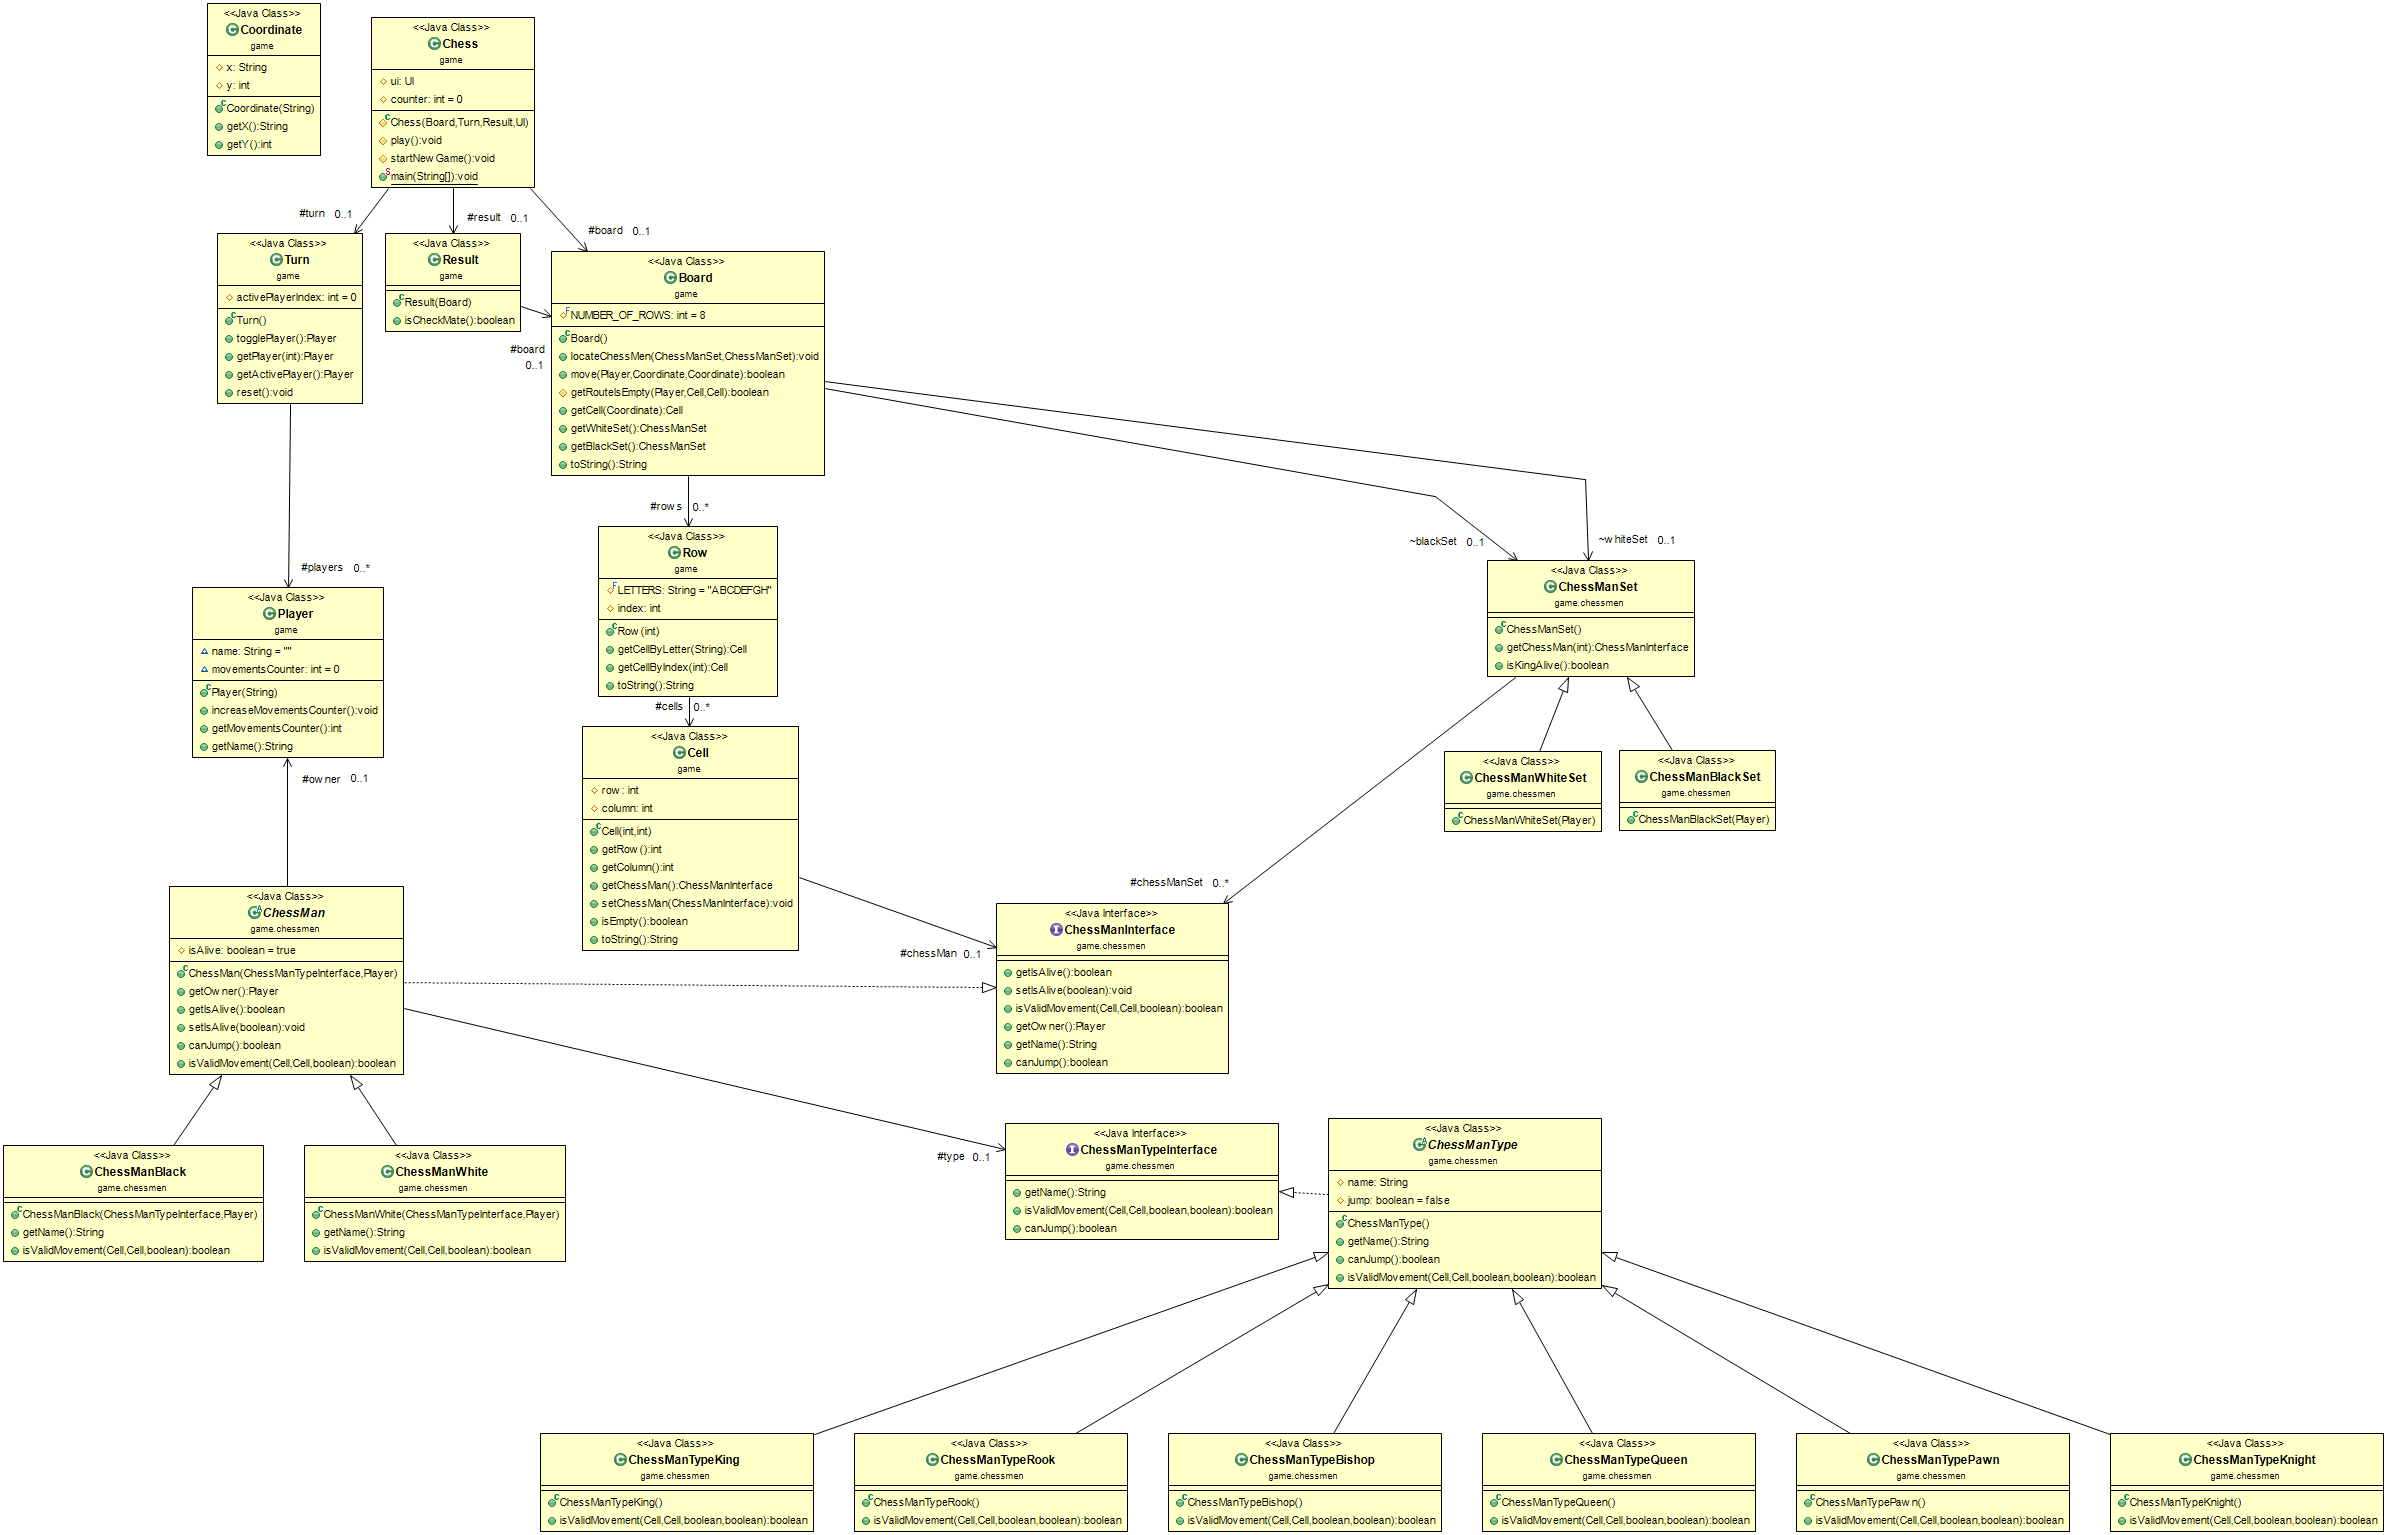 <<Java Class>>
Coordinate
game
x: String
y: int
Coordinate(String)
getX():String
getY():int
<<Java Class>>
Chess
game
ui: UI
counter: int = 0
Chess(Board,Turn,Result,UI)
play():void
startNewGame():void
main(String[]):void
#turn 0..1
#result 0..1
#board 0..1
<<Java Class>>
Turn
game
activePlayerIndex: int = 0
Turn()
togglePlayer():Player
getPlayer(int):Player
getActivePlayer():Player
reset():void
<<Java Class>>
Result
game
Result(Board)
isCheckMate():boolean
#board
0..1
<<Java Class>>
Board
game
NUMBER_OF_ROWS: int = 8
Board()
locateChessMen(ChessManSet,ChessManSet):void
move(Player,Coordinate,Coordinate):boolean
getRouteIsEmpty(Player,Cell,Cell):boolean
getCell(Coordinate):Cell
getWhiteSet():ChessManSet
getBlackSet():ChessManSet
toString():String
#rows 0..*
~blackSet 0..1
~whiteSet 0..1
#players 0..*
<<Java Class>>
Player
game
name: String = ""
movementsCounter: int = 0
Player(String)
increaseMovementsCounter():void
getMovementsCounter():int
getName():String
#owner 0..1
<<Java Class>>
Row
game
LETTERS: String = "ABCDEFGH"
index: int
Row(int)
getCellByLetter(String):Cell
getCellByIndex(int):Cell
toString():String
#cells 0..*
<<Java Class>>
Cell
game
row: int
column: int
Cell(int,int)
getRow():int
getColumn():int
getChessMan():ChessManInterface
setChessMan(ChessManInterface):void
isEmpty():boolean
toString():String
<<Java Class>>
ChessManSet
game.chessmen
ChessManSet()
getChessMan(int):ChessManInterface
isKingAlive():boolean
<<Java Class>>
ChessManWhiteSet
game.chessmen
ChessManWhiteSet(Player)
<<Java Class>>
ChessManBlackSet
game.chessmen
ChessManBlackSet(Player)
#chessManSet 0..*
#chessMan 0..1
<<Java Class>>
ChessMan
game.chessmen
isAlive: boolean = true
ChessMan(ChessManTypeInterface,Player)
getOwner():Player
getIsAlive():boolean
setIsAlive(boolean):void
canJump():boolean
isValidMovement(Cell,Cell,boolean):boolean
<<Java Interface>>
ChessManInterface
game.chessmen
getIsAlive():boolean
setIsAlive(boolean):void
isValidMovement(Cell,Cell,boolean):boolean
getOwner():Player
getName():String
canJump():boolean
<<Java Class>>
ChessManBlack
game.chessmen
ChessManBlack(ChessManTypeInterface,Player)
getName():String
isValidMovement(Cell,Cell,boolean):boolean
<<Java Class>>
ChessManWhite
game.chessmen
ChessManWhite(ChessManTypeInterface,Player)
getName():String
isValidMovement(Cell,Cell,boolean):boolean
#type 0..1
<<Java Interface>>
ChessManTypeInterface
game.chessmen
getName():String
isValidMovement(Cell,Cell,boolean,boolean):boolean
canJump():boolean
<<Java Class>>
ChessManType
game.chessmen
name: String
jump: boolean = false
ChessManType()
getName():String
canJump():boolean
isValidMovement(Cell,Cell,boolean,boolean):boolean
<<Java Class>>
ChessManTypeKing
game.chessmen
ChessManTypeKing()
isValidMovement(Cell,Cell,boolean,boolean):boolean
<<Java Class>>
ChessManTypeRook
game.chessmen
ChessManTypeRook()
isValidMovement(Cell,Cell,boolean,boolean):boolean
<<Java Class>>
ChessManTypeBishop
game.chessmen
ChessManTypeBishop()
isValidMovement(Cell,Cell,boolean,boolean):boolean
<<Java Class>>
ChessManTypeQueen
game.chessmen
ChessManTypeQueen()
isValidMovement(Cell,Cell,boolean,boolean):boolean
<<Java Class>>
ChessManTypePawn
game.chessmen
ChessManTypePawn()
isValidMovement(Cell,Cell,boolean,boolean):boolean
<<Java Class>>
ChessManTypeKnight
game.chessmen
ChessManTypeKnight()
isValidMovement(Cell,Cell,boolean,boolean):boolean